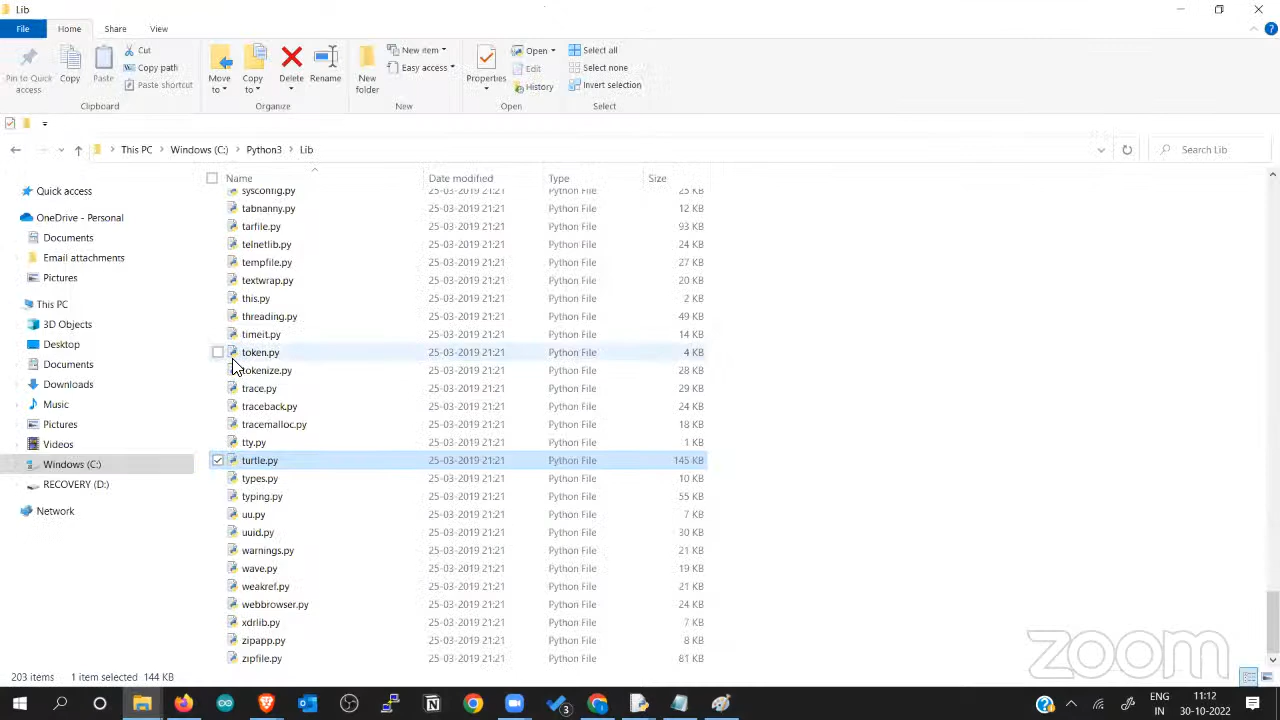 Lib
File Home Share View
Pin to Quick access
Copy
Paste
Cut
Copy path
Paste shortcut
Move to
Copy to
Delete
Rename
New folder
New item
Easy access
Properties
Open
Edit
History
Select all
Select none
Invert selection
Clipboard Organize New Open Select
This PC Windows (C:) Python3 Lib Search Lib
Name Date modified Type Size
Quick access
OneDrive - Personal
Documents
Email attachments
Pictures
This PC
3D Objects
Desktop
Documents
Downloads
Music
Pictures
Videos
Windows (C:)
RECOVERY (D:)
Network
sysconfig.py 25-03-2019 21:21 Python File 25 KB
tabnanny.py 25-03-2019 21:21 Python File 12 KB
tarfile.py 25-03-2019 21:21 Python File 93 KB
telnetlib.py 25-03-2019 21:21 Python File 24 KB
tempfile.py 25-03-2019 21:21 Python File 27 KB
textwrap.py 25-03-2019 21:21 Python File 20 KB
this.py 25-03-2019 21:21 Python File 2 KB
threading.py 25-03-2019 21:21 Python File 49 KB
timeit.py 25-03-2019 21:21 Python File 14 KB
token.py 25-03-2019 21:21 Python File 4 KB
tokenize.py 25-03-2019 21:21 Python File 28 KB
trace.py 25-03-2019 21:21 Python File 29 KB
traceback.py 25-03-2019 21:21 Python File 24 KB
tracemalloc.py 25-03-2019 21:21 Python File 18 KB
tty.py 25-03-2019 21:21 Python File 1 KB
turtle.py 25-03-2019 21:21 Python File 145 KB
types.py 25-03-2019 21:21 Python File 10 KB
typing.py 25-03-2019 21:21 Python File 55 KB
uu.py 25-03-2019 21:21 Python File 7 KB
uuid.py 25-03-2019 21:21 Python File 30 KB
warnings.py 25-03-2019 21:21 Python File 21 KB
wave.py 25-03-2019 21:21 Python File 19 KB
weakref.py 25-03-2019 21:21 Python File 21 KB
webbrowser.py 25-03-2019 21:21 Python File 24 KB
xdrlib.py 25-03-2019 21:21 Python File 7 KB
zipapp.py 25-03-2019 21:21 Python File 8 KB
zipfile.py 25-03-2019 21:21 Python File 81 KB
zoom
203 items 1 item selected 144 KB
3
ENG
IN
11:12
30-10-2022